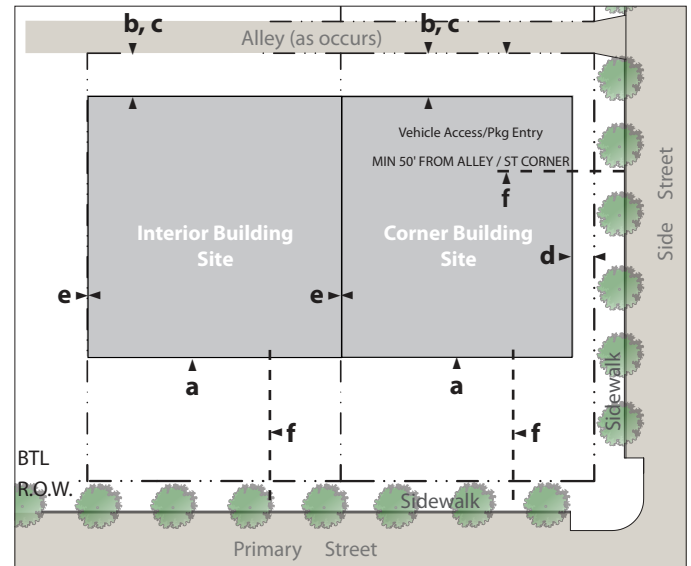 b, c
b, c
Alley (as occurs)
Vehicle Access/Pkg Entry
MIN 50' FROM ALLEY / ST CORNER
f
Interior Building
Site
Corner Building
Site
d
e
e
a
a
f
f
BTL
R.O.W.
Sidewalk
Primary Street
Sidewalk
Side Street